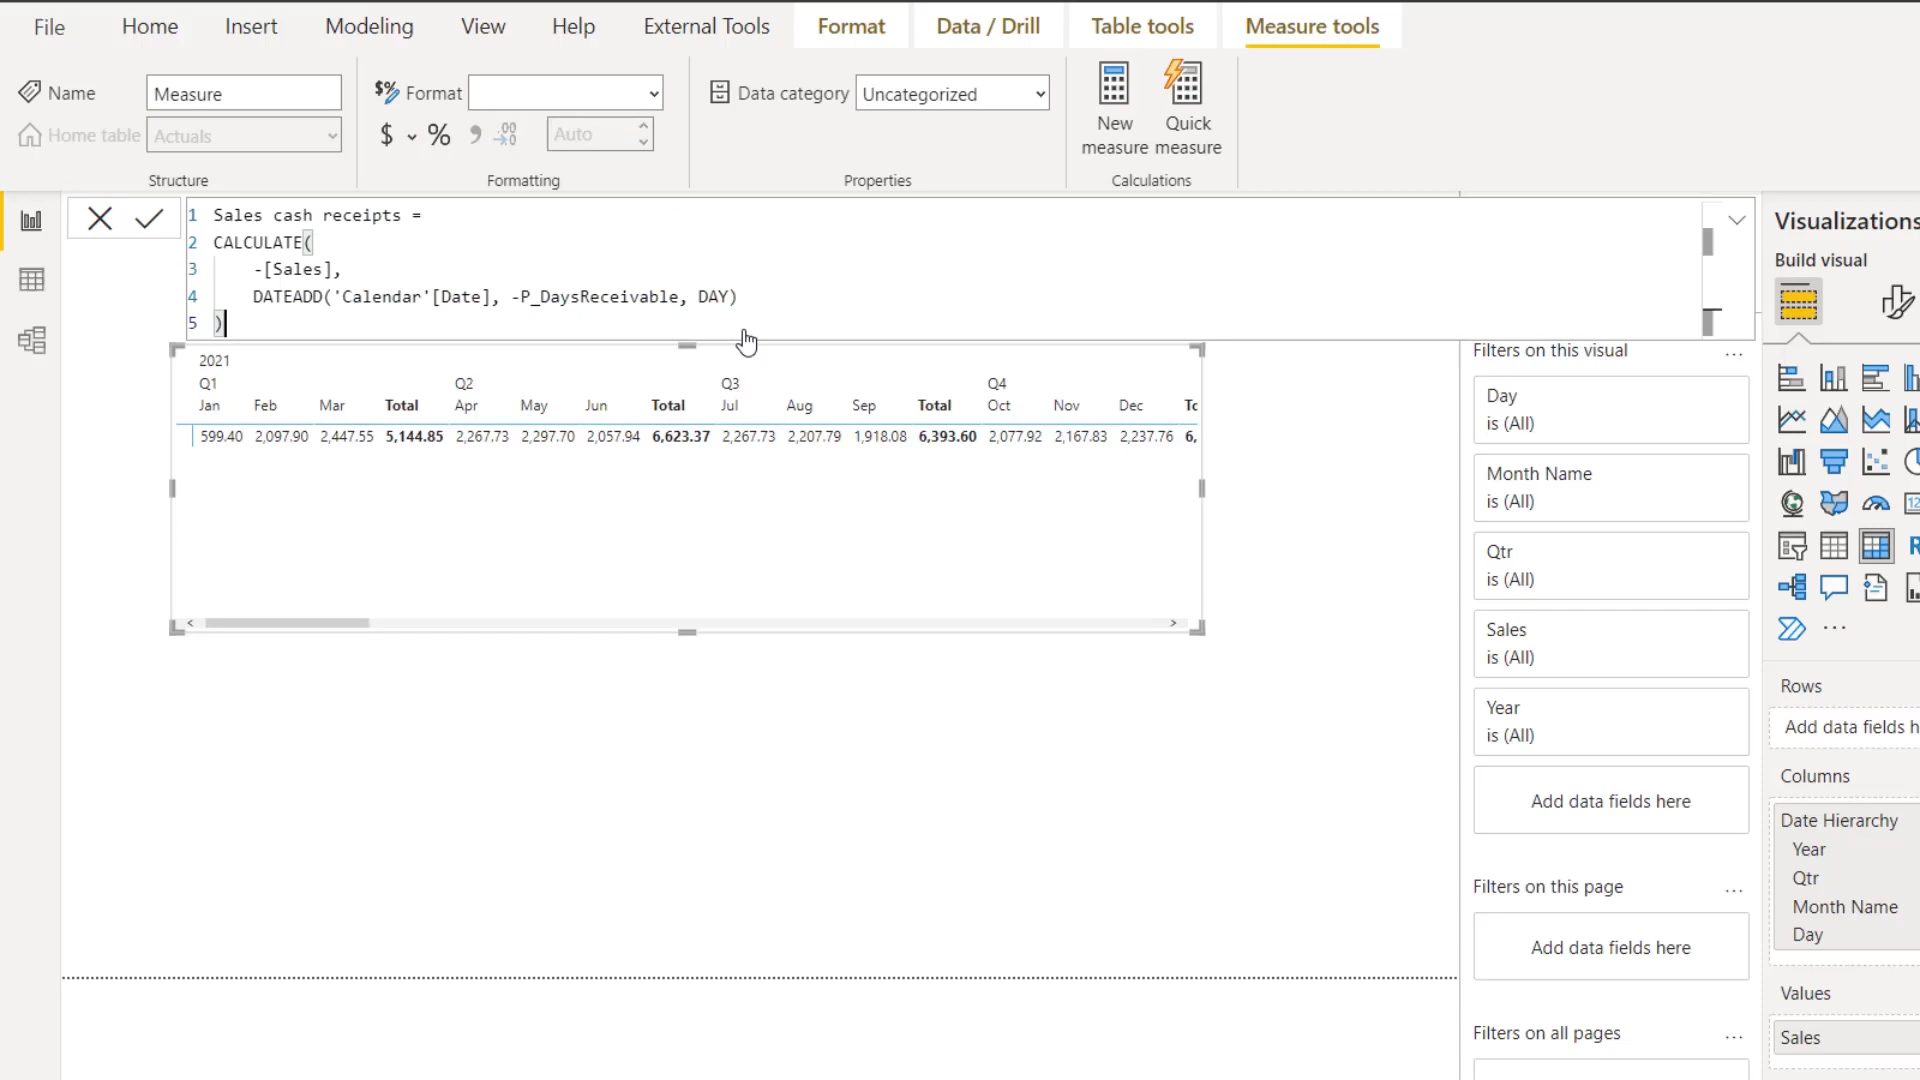 File Home Insert Modeling View Help External Tools Format Data / Drill Table tools Measure tools
Name Measure
Home table Actuals
Structure
$% Format
$ % 9 .00
Auto
Formatting
Data category Uncategorized
Properties
New measure
Quick measure
Calculations
1 Sales cash receipts =
2 CALCULATE(
3 -[Sales],
4 DATEADD('Calendar'[Date], -P_DaysReceivable, DAY)
5 )
2021
Q1 Q2 Q3 Q4
Jan Feb Mar Total Apr May Jun Total Jul Aug Sep Total Oct Nov Dec Tc
599.40 2,097.90 2,447.55 5,144.85 2,267.73 2,297.70 2,057.94 6,623.37 2,267.73 2,207.79 1,918.08 6,393.60 2,077.92 2,167.83 2,237.76 6,
Filters on this visual ...
Day
is (All)
Month Name
is (All)
Qtr
is (All)
Sales
is (All)
Year
is (All)
Add data fields here
Filters on this page ...
Add data fields here
Filters on all pages ...
Visualizations
Build visual
...
Rows
Add data fields h
Columns
Date Hierarchy
Year
Qtr
Month Name
Day
Values
Sales